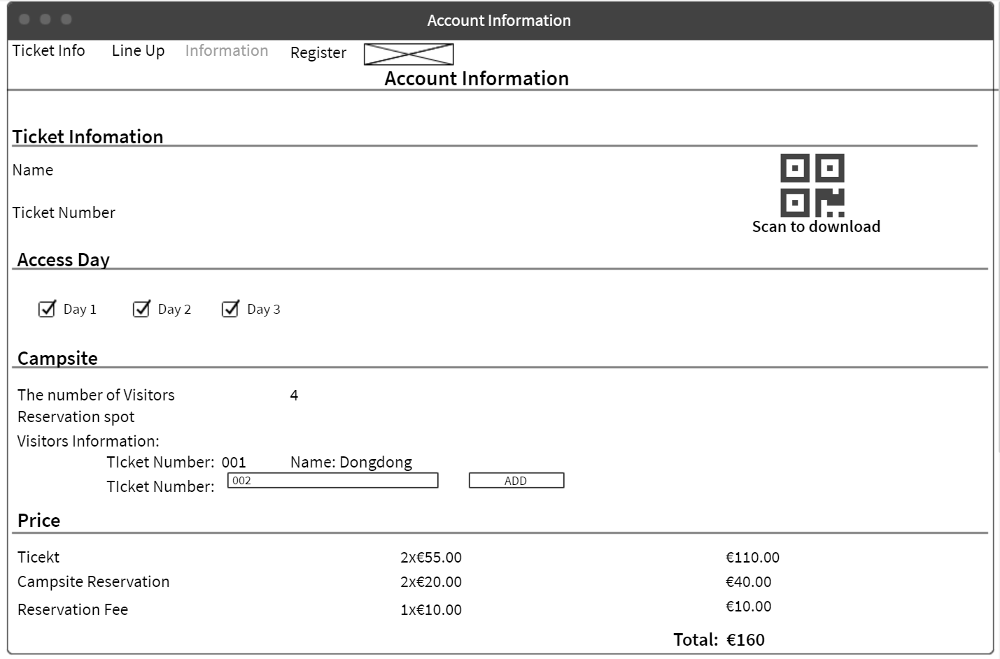 Account Information
Ticket Info Line Up Information Register
Account Information
Ticket Infomation
Name
Ticket Number
Scan to download
Access Day
Day 1 Day 2 Day 3
Campsite
The number of Visitors 4
Reservation spot
Visitors Information:
TIcket Number: 001 Name: Dongdong
TIcket Number: 002 ADD
Price
Ticekt 2x€55.00 €110.00
Campsite Reservation 2x€20.00 €40.00
Reservation Fee 1x€10.00 €10.00
Total: €160